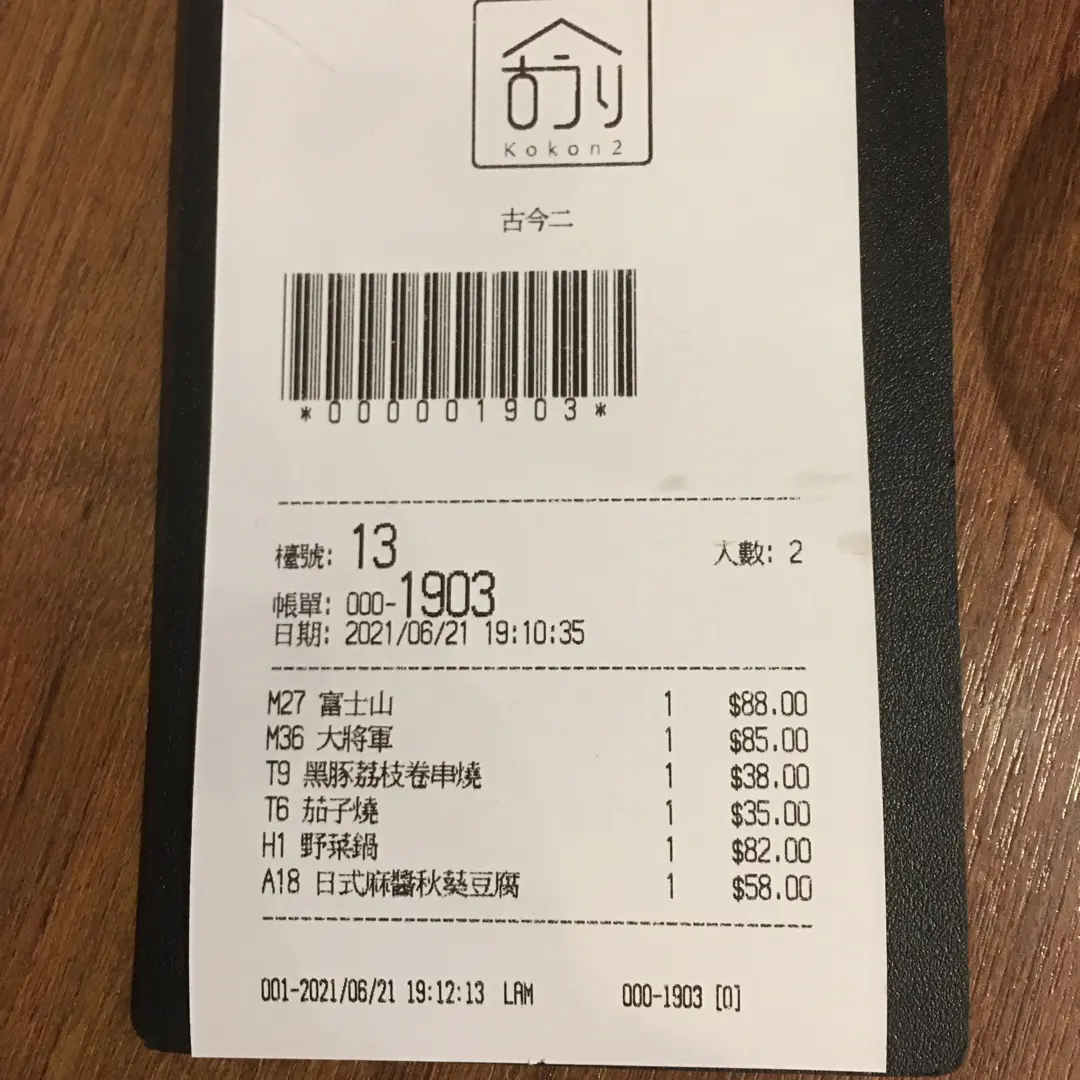 Kokon2
古今二
*000001903*
檯號: 13 人數: 2
帳單: 000-1903
日期: 2021/06/21 19:10:35
M27 富士山 1 $88.00
M36 大將軍 1 $85.00
T9 黑豚荔枝卷串燒 1 $38.00
T6 茄子燒 1 $35.00
H1 野菜鍋 1 $82.00
A18 日式麻醬秋葵豆腐 1 $58.00
001-2021/06/21 19:12:13 LAM 000-1903 [0]